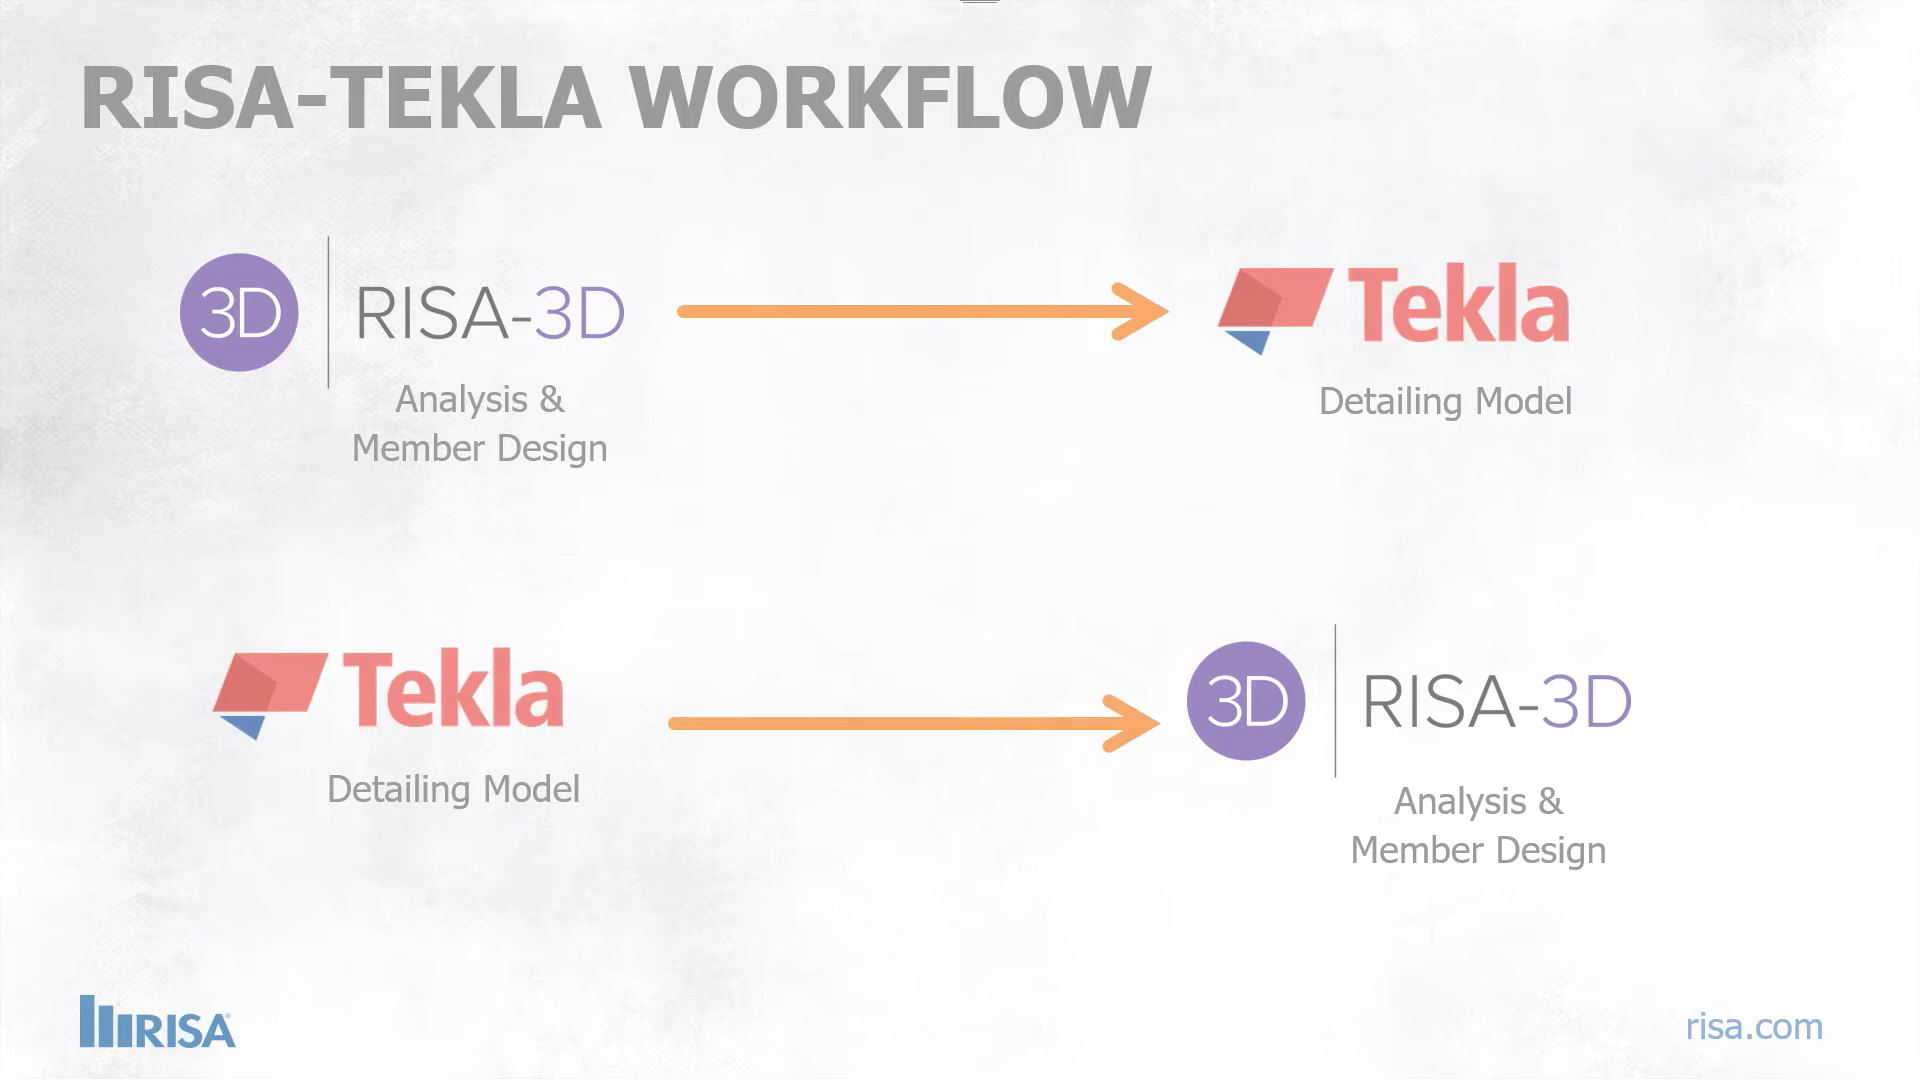 RISA-TEKLA WORKFLOW
3D RISA-3D
Analysis &
Member Design
Tekla
Detailing Model
Tekla
Detailing Model
3D RISA-3D
Analysis &
Member Design
RISA
risa.com